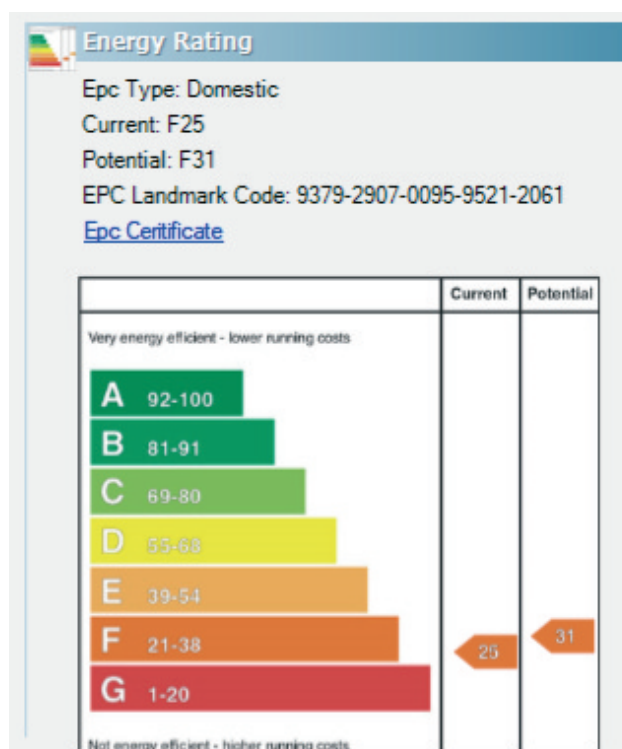 Energy Rating
Epc Type: Domestic
Current: F25
Potential: F31
EPC Landmark Code: 9379-2907-0095-9521-2061
Epc Ceritificate
Current Potential
Very energy efficient - lower running costs
A 92-100
B 81-91
C 69-80
D 55-68
E 39-54
F 21-38 25 31
G 1-20
Not energy efficient - higher running costs